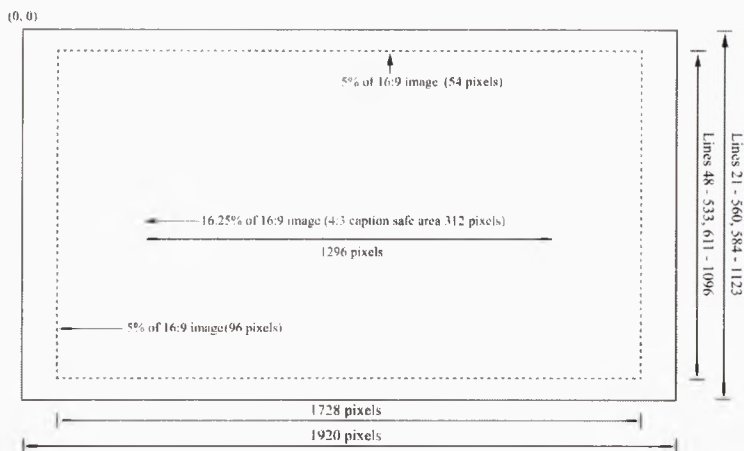 (0, 0)
5% of 16:9 image (54 pixels)
16.25% of 16:9 image (4:3 caption safe area 312 pixels)
1296 pixels
5% of 16:9 image(96 pixels)
1728 pixels
1920 pixels
Lines 48 - 533, 611 - 1096
Lines 21 - 560, 584 - 1123